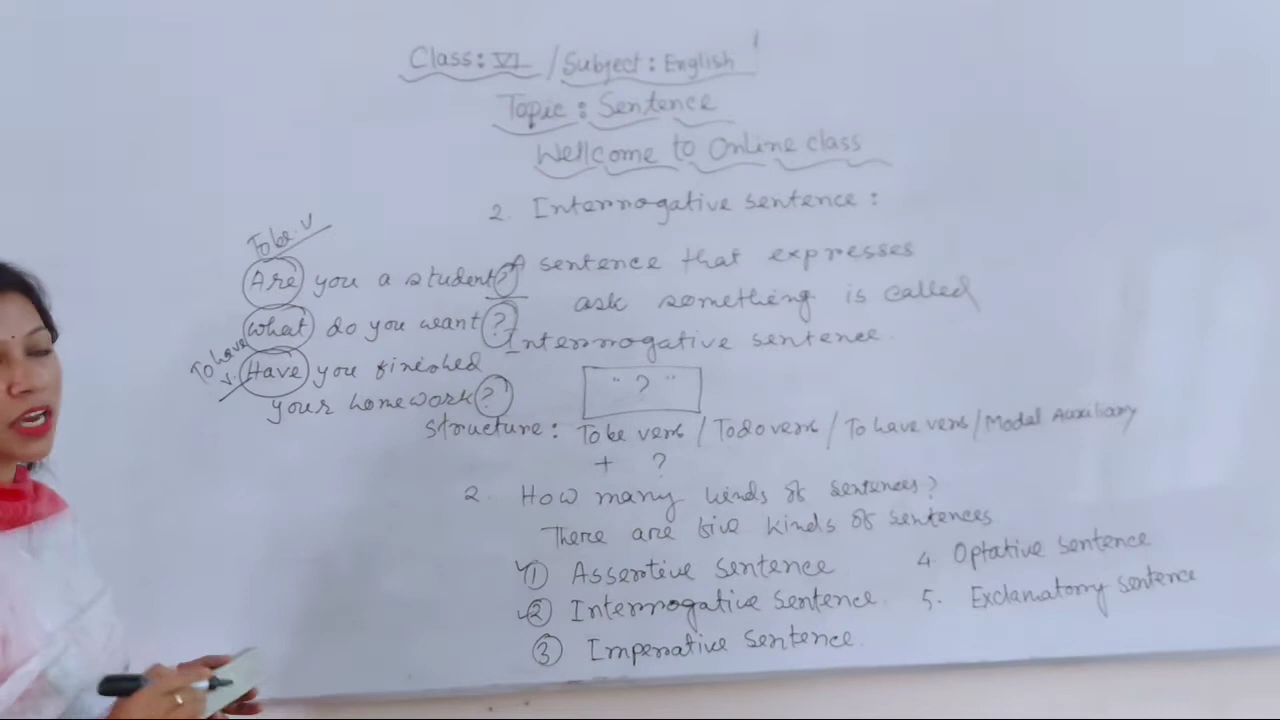 Class: VI / Subject: English
Topic: Sentence
Wellcome to Online class
2. Interrogative sentence:
A sentence that expresses
ask something is called
Interrogative sentence.
" ? "
To be. v
Are you a student?
What do you want?
To have v.
Have you finished
your homework?
Structure: To be verb / To do verb / To have verb / Modal Auxiliary
+ ?
2. How many kinds of sentences?
There are five kinds of sentences
1 Assertive sentence
2 Interrogative sentence.
3 Imperative sentence.
4. Optative sentence
5. Exclamatory sentence